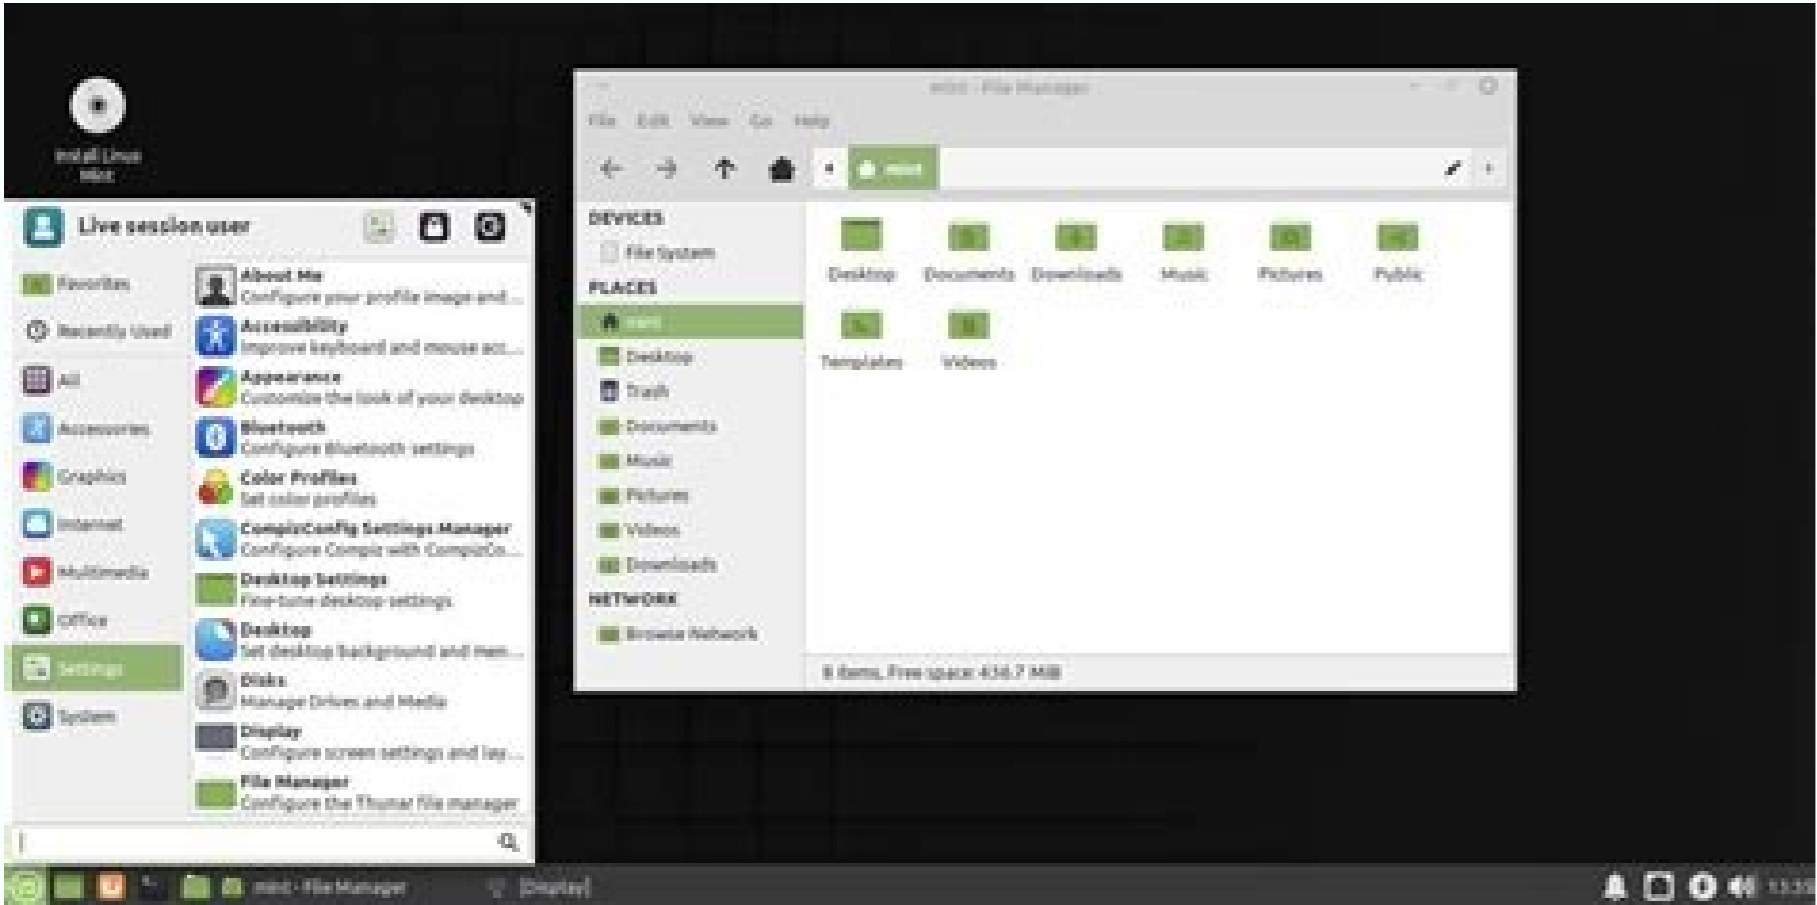 Install Linux
Mint
Live session user
Favorites
Recently Used
All
Accessories
Graphics
Internet
Multimedia
Office
Settings
System
About Me
Configure your profile image and ...
Accessibility
Improve keyboard and mouse acc...
Appearance
Customize the look of your desktop
Bluetooth
Configure Bluetooth settings
Color Profiles
Set color profiles
CompizConfig Settings Manager
Configure Compiz with CompizCo...
Desktop Settings
Fine-tune desktop settings
Desktop
Set desktop background and men...
Disks
Manage Drives and Media
Display
Configure screen settings and lay...
File Manager
Configure the Thunar file manager
mint - File Manager
File Edit View Go Help
mint
DEVICES
File System
PLACES
mint
Desktop
Trash
Documents
Music
Pictures
Videos
Downloads
NETWORK
Browse Network
Desktop Documents Downloads Music Pictures Public
Templates Videos
8 items, Free space: 436.7 MiB
mint - File Manager
[Display]